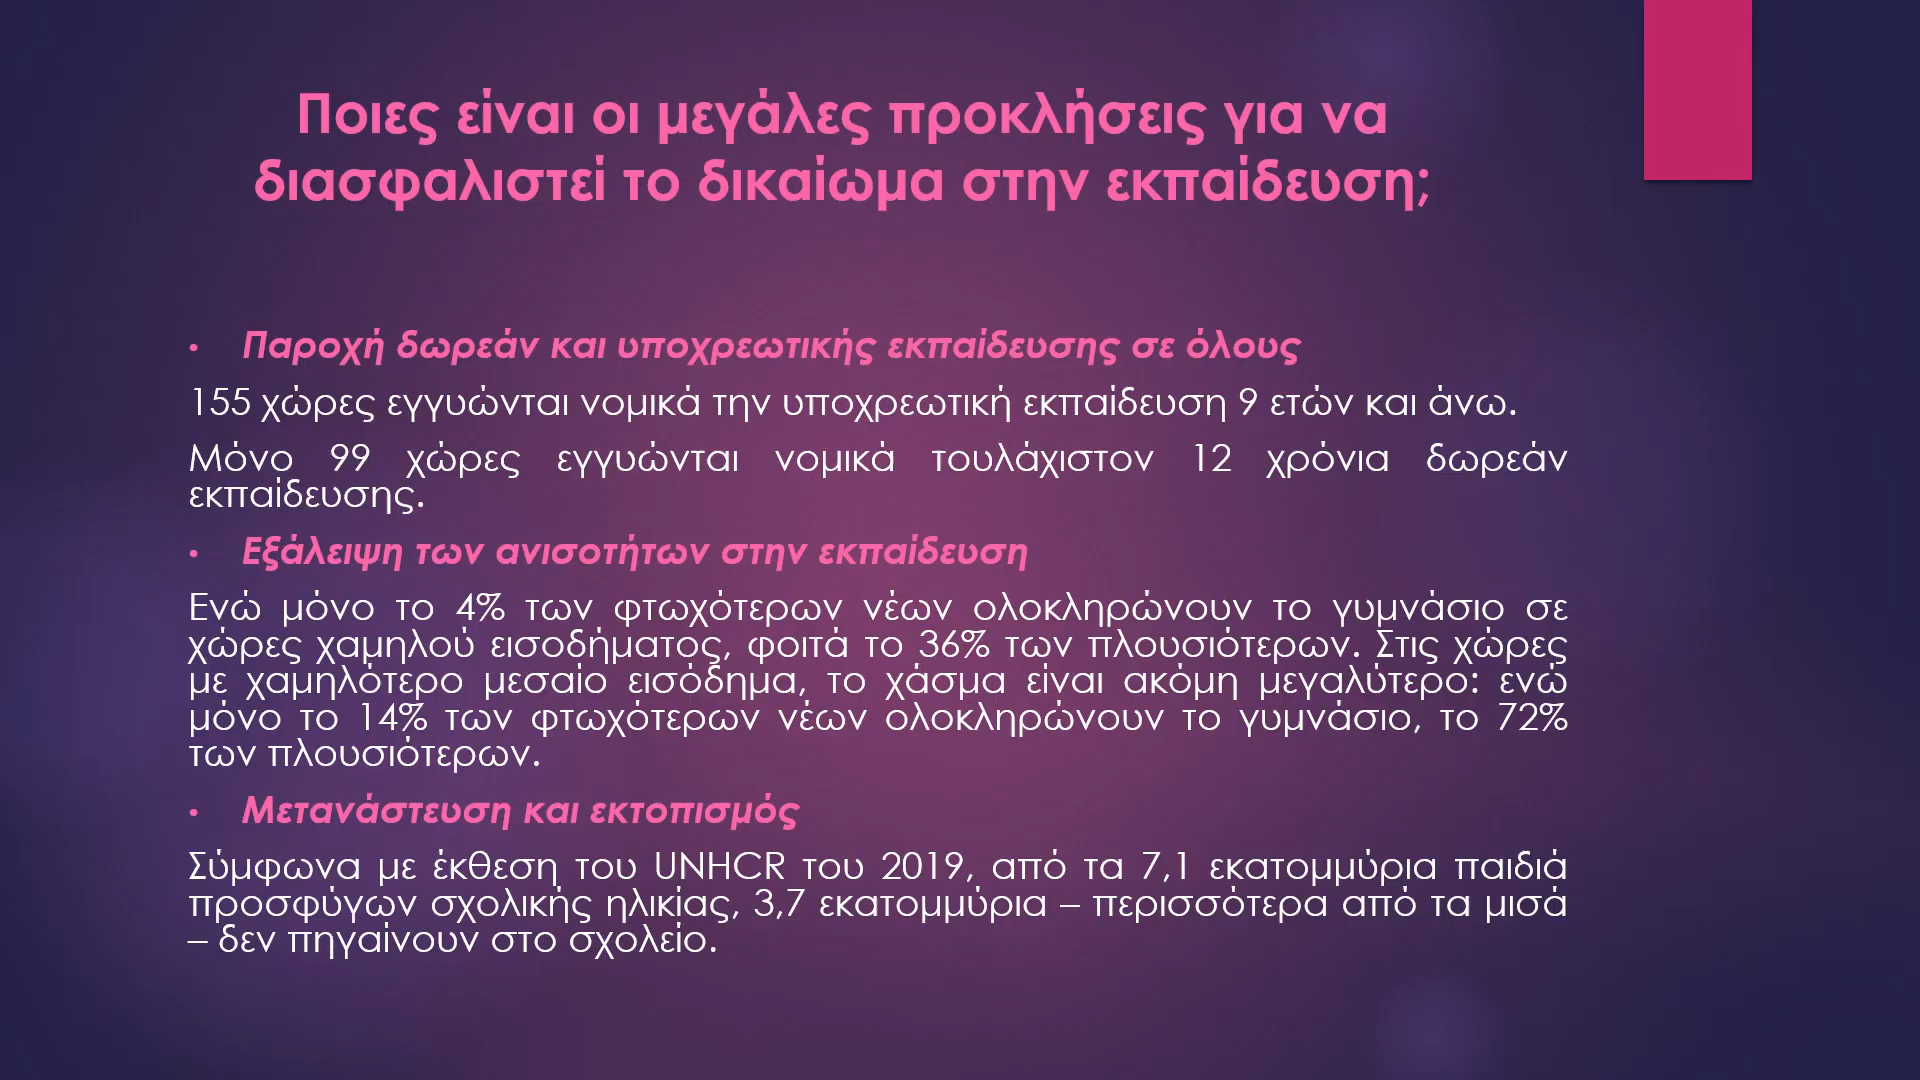 Ποιες είναι οι μεγάλες προκλήσεις για να
διασφαλιστεί το δικαίωμα στην εκπαίδευση;
• Παροχή δωρεάν και υποχρεωτικής εκπαίδευσης σε όλους
155 χώρες εγγυώνται νομικά την υποχρεωτική εκπαίδευση 9 ετών και άνω.
Μόνο 99 χώρες εγγυώνται νομικά τουλάχιστον 12 χρόνια δωρεάν
εκπαίδευσης.
• Εξάλειψη των ανισοτήτων στην εκπαίδευση
Ενώ μόνο το 4% των φτωχότερων νέων ολοκληρώνουν το γυμνάσιο σε
χώρες χαμηλού εισοδήματος, φοιτά το 36% των πλουσιότερων. Στις χώρες
με χαμηλότερο μεσαίο εισόδημα, το χάσμα είναι ακόμη μεγαλύτερο: ενώ
μόνο το 14% των φτωχότερων νέων ολοκληρώνουν το γυμνάσιο, το 72%
των πλουσιότερων.
• Μετανάστευση και εκτοπισμός
Σύμφωνα με έκθεση του UNHCR του 2019, από τα 7,1 εκατομμύρια παιδιά
προσφύγων σχολικής ηλικίας, 3,7 εκατομμύρια – περισσότερα από τα μισά
– δεν πηγαίνουν στο σχολείο.